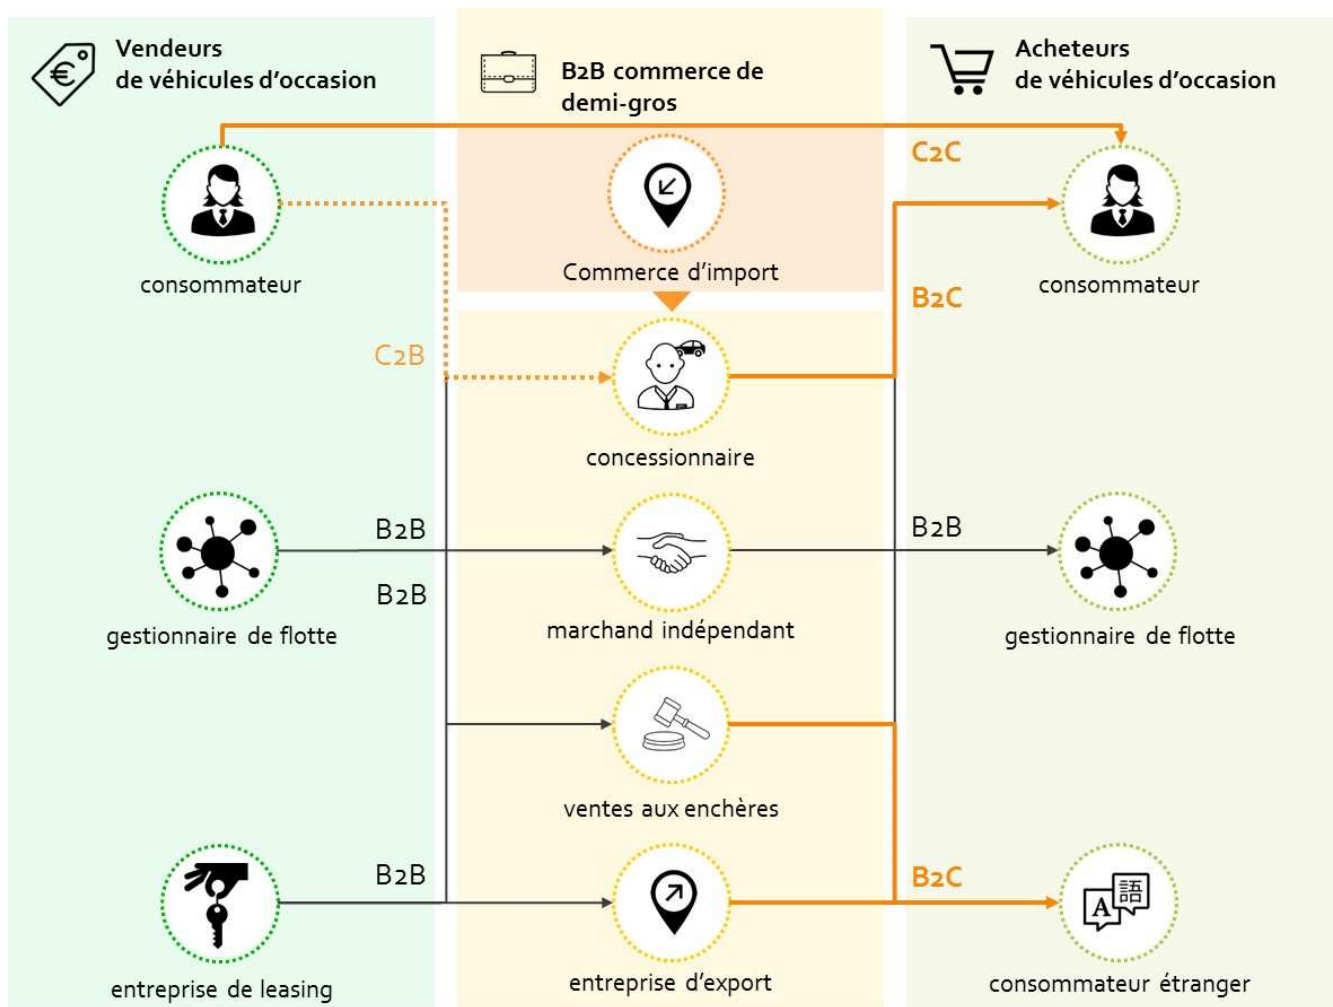 Vendeurs
de véhicules d'occasion
B2B commerce de
demi-gros
Acheteurs
de véhicules d'occasion
€
C2C
consommateur
Commerce d'import
consommateur
B2C
C2B
concessionnaire
B2B
B2B
B2B
gestionnaire de flotte
marchand indépendant
gestionnaire de flotte
ventes aux enchères
B2B
B2C
A 語
entreprise de leasing
entreprise d'export
consommateur étranger